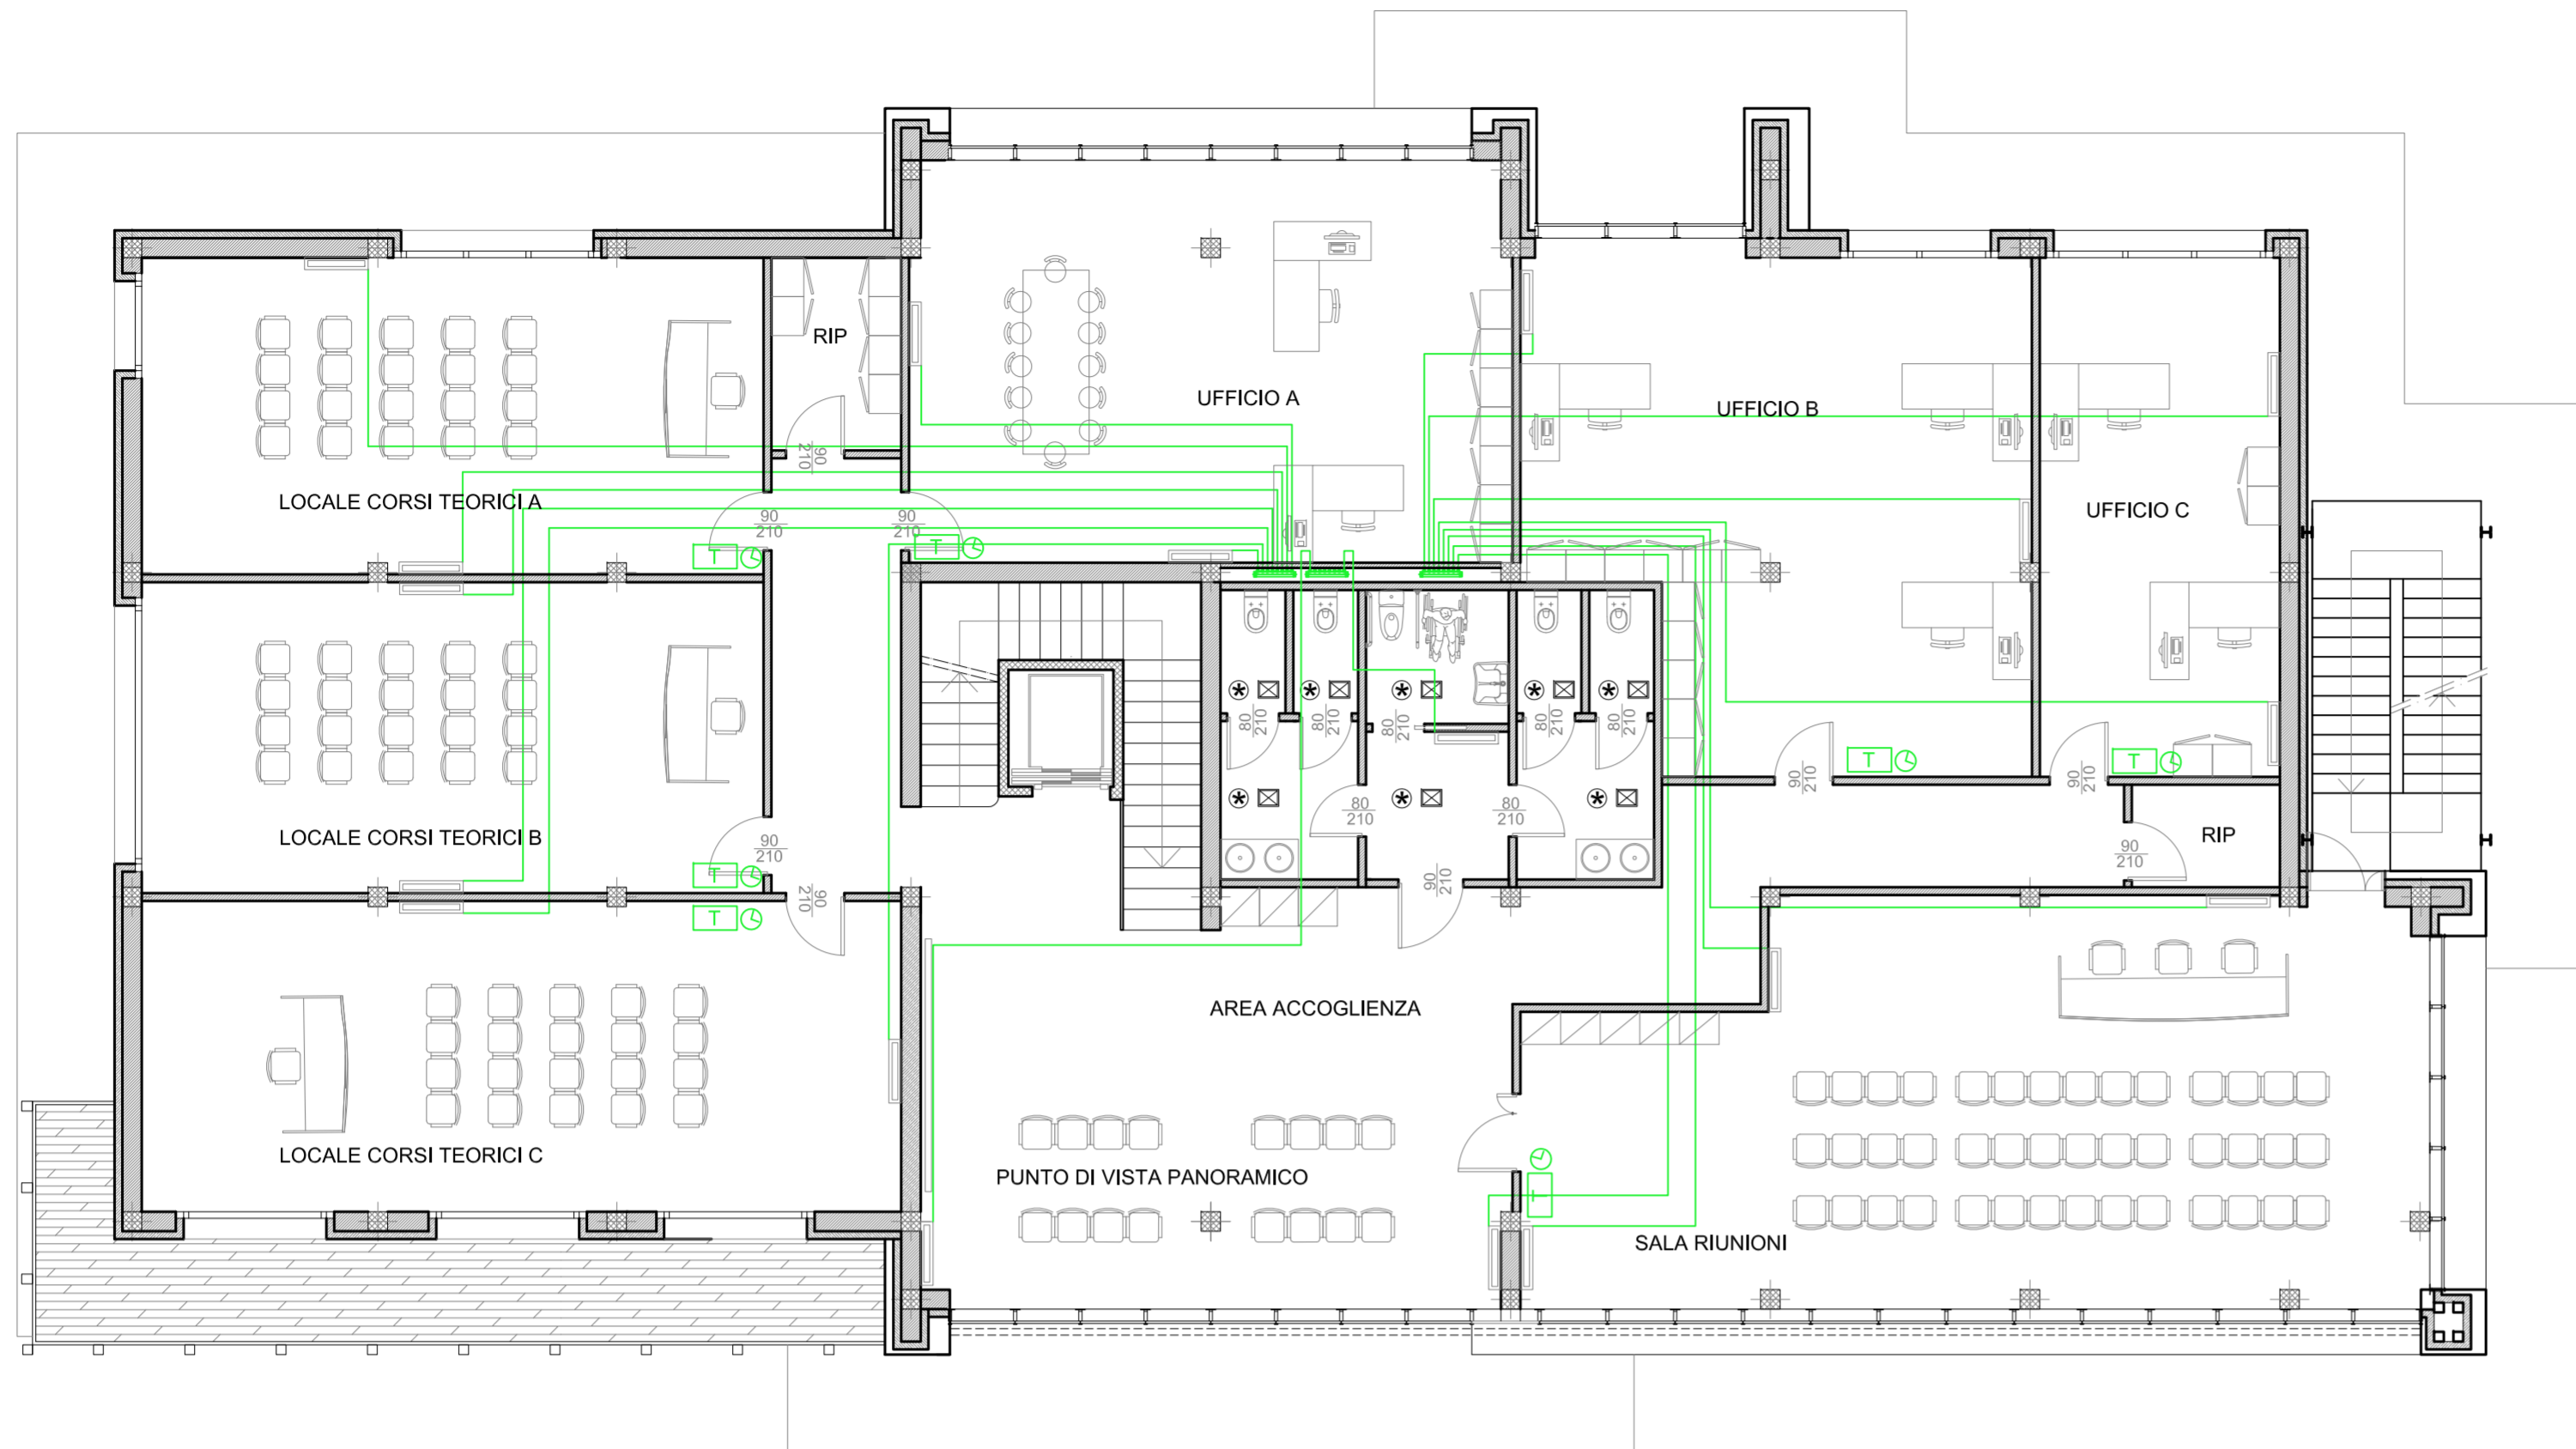 RIP
UFFICIO A
UFFICIO B
90
210
LOCALE CORSI TEORICI A
90
210
90
210
UFFICIO C
T
T
80
210
80
210
80
210
80
210
80
210
T
T
90
210
90
210
80
210
80
210
LOCALE CORSI TEORICI B
90
210
RIP
90
210
T
90
210
90
210
T
AREA ACCOGLIENZA
LOCALE CORSI TEORICI C
PUNTO DI VISTA PANORAMICO
T
SALA RIUNIONI